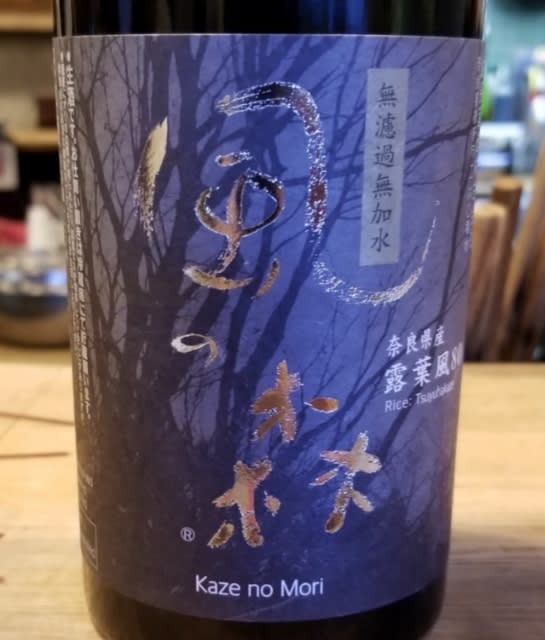 風の森
無濾過無加水
奈良県産
露葉風80
Rice: Tsuyuhakaze
®
Kaze no Mori